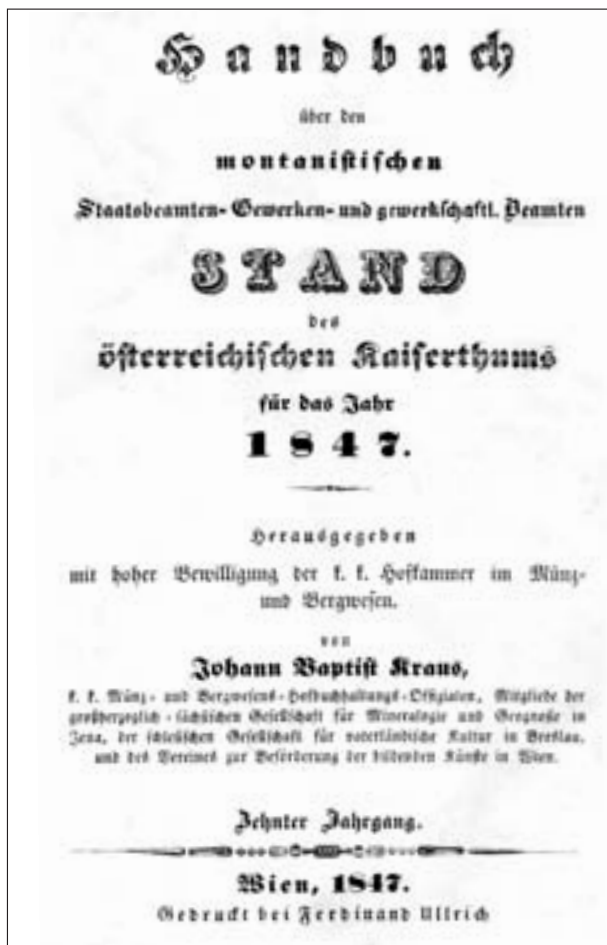 Handbuch
über den
montanistischen
Staatsbeamten- Gewerken- und gewerkschaftl. Beamten
STAND
des
österreichischen Kaiserthums
für das Jahr
1847.
Herausgegeben
mit hoher Bewilligung der k. k. Hofkammer im Münz-
und Bergwesen.
von
Johann Baptist Kraus,
k. k. Münz- und Bergwesens-Hofbuchhaltungs-Offizialen, Mitgliede der
großherzoglich-sächsischen Gesellschaft für Mineralogie und Geognosie in
Jena, der schlesischen Gesellschaft für vaterländische Kultur in Breslau,
und des Vereines zur Beförderung der bildenden Künste in Wien.
Zehnter Jahrgang.
Wien, 1847.
Gedruckt bei Ferdinand Ullrich